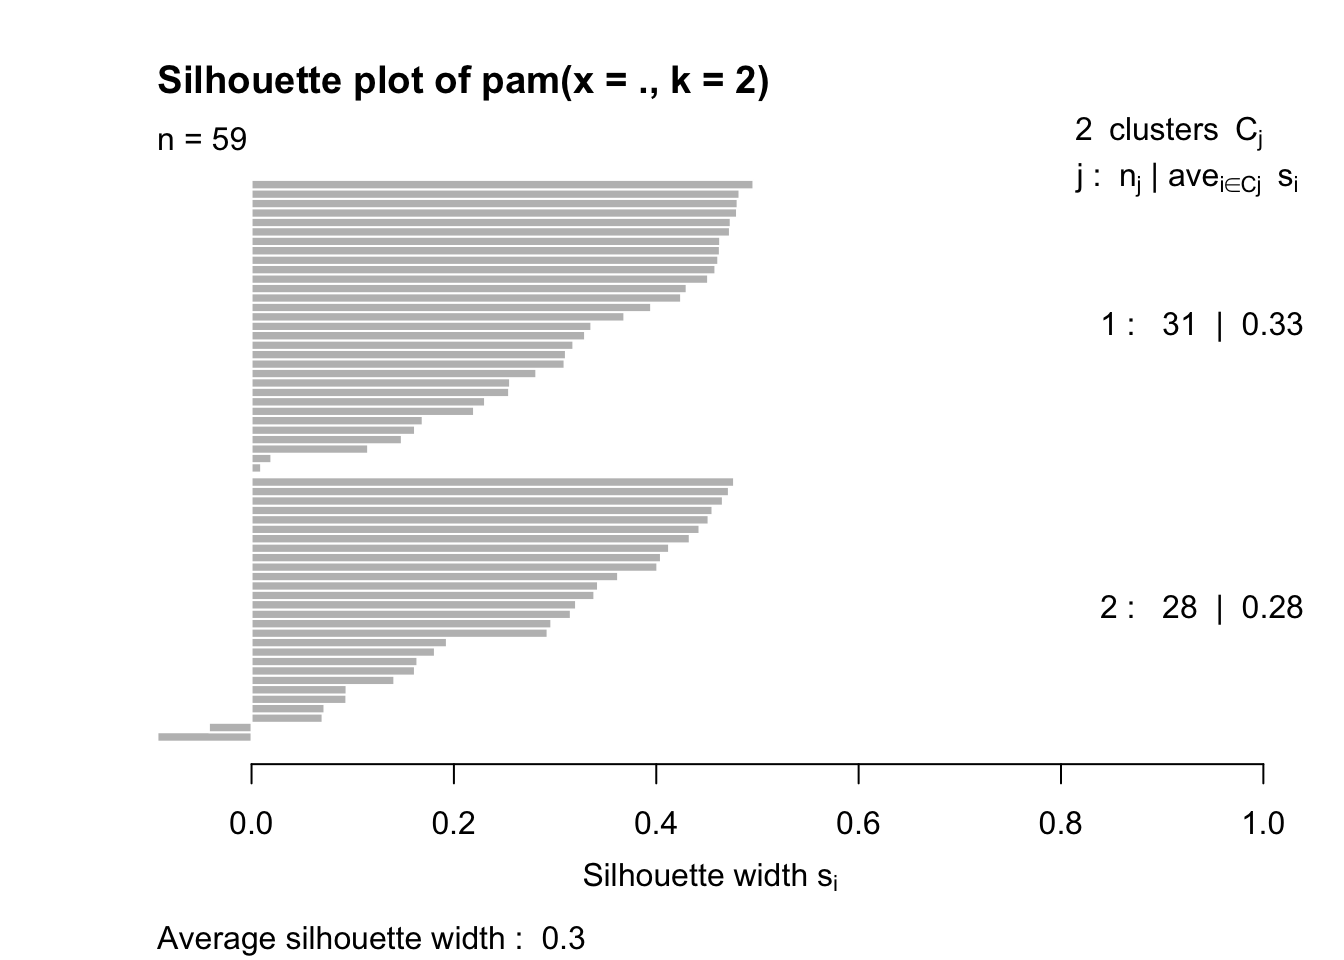 Silhouette plot of pam(x = ., k = 2)
n = 59
2 clusters Cj
j : nj | avei∈Cj si
1 : 31 | 0.33
2 : 28 | 0.28
0.0 0.2 0.4 0.6 0.8 1.0
Silhouette width si
Average silhouette width : 0.3